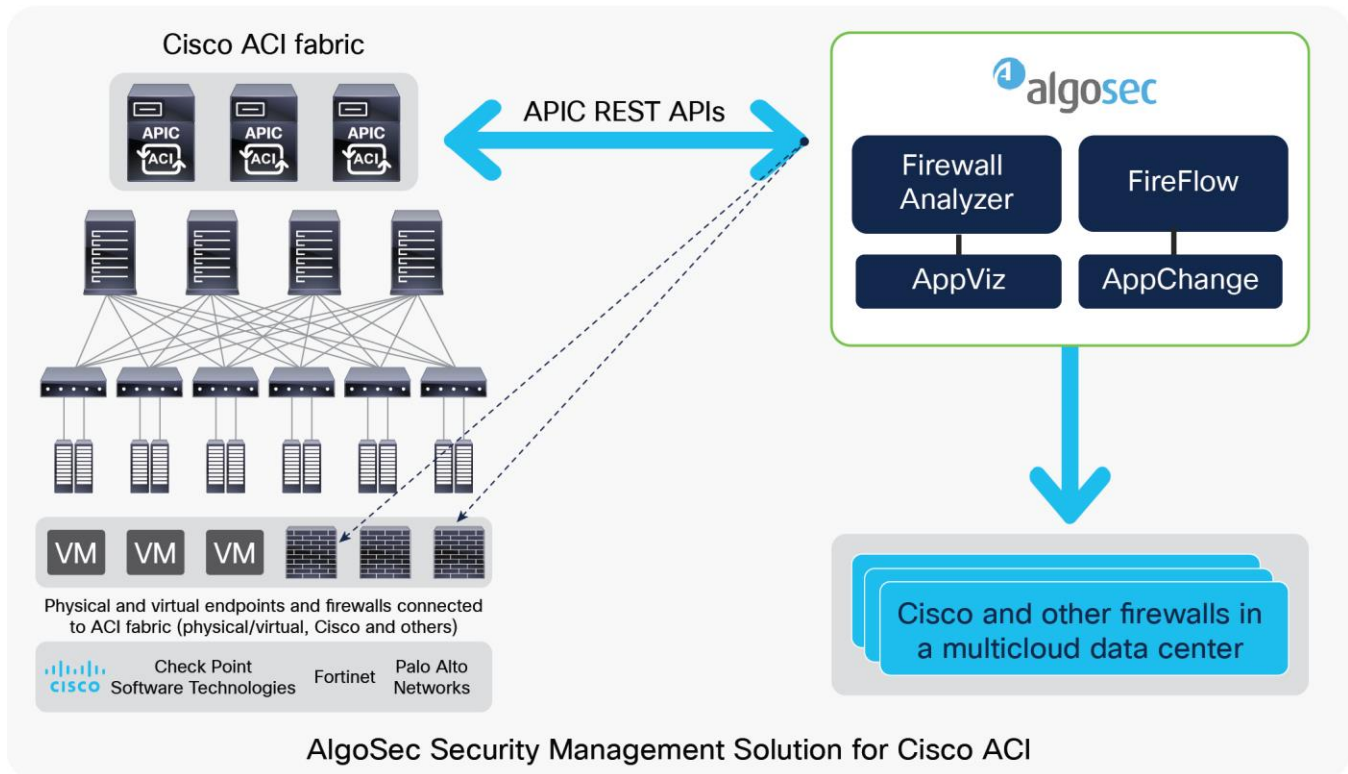 Cisco ACI fabric
APIC
ACI
APIC
ACI
APIC
ACI
APIC REST APIs
algosec
Firewall
Analyzer
FireFlow
AppViz
AppChange
VM
VM
VM
Physical and virtual endpoints and firewalls connected
to ACI fabric (physical/virtual, Cisco and others)
CISCO
Check Point
Software Technologies
Fortinet
Palo Alto
Networks
Cisco and other firewalls in
a multicloud data center
AlgoSec Security Management Solution for Cisco ACI